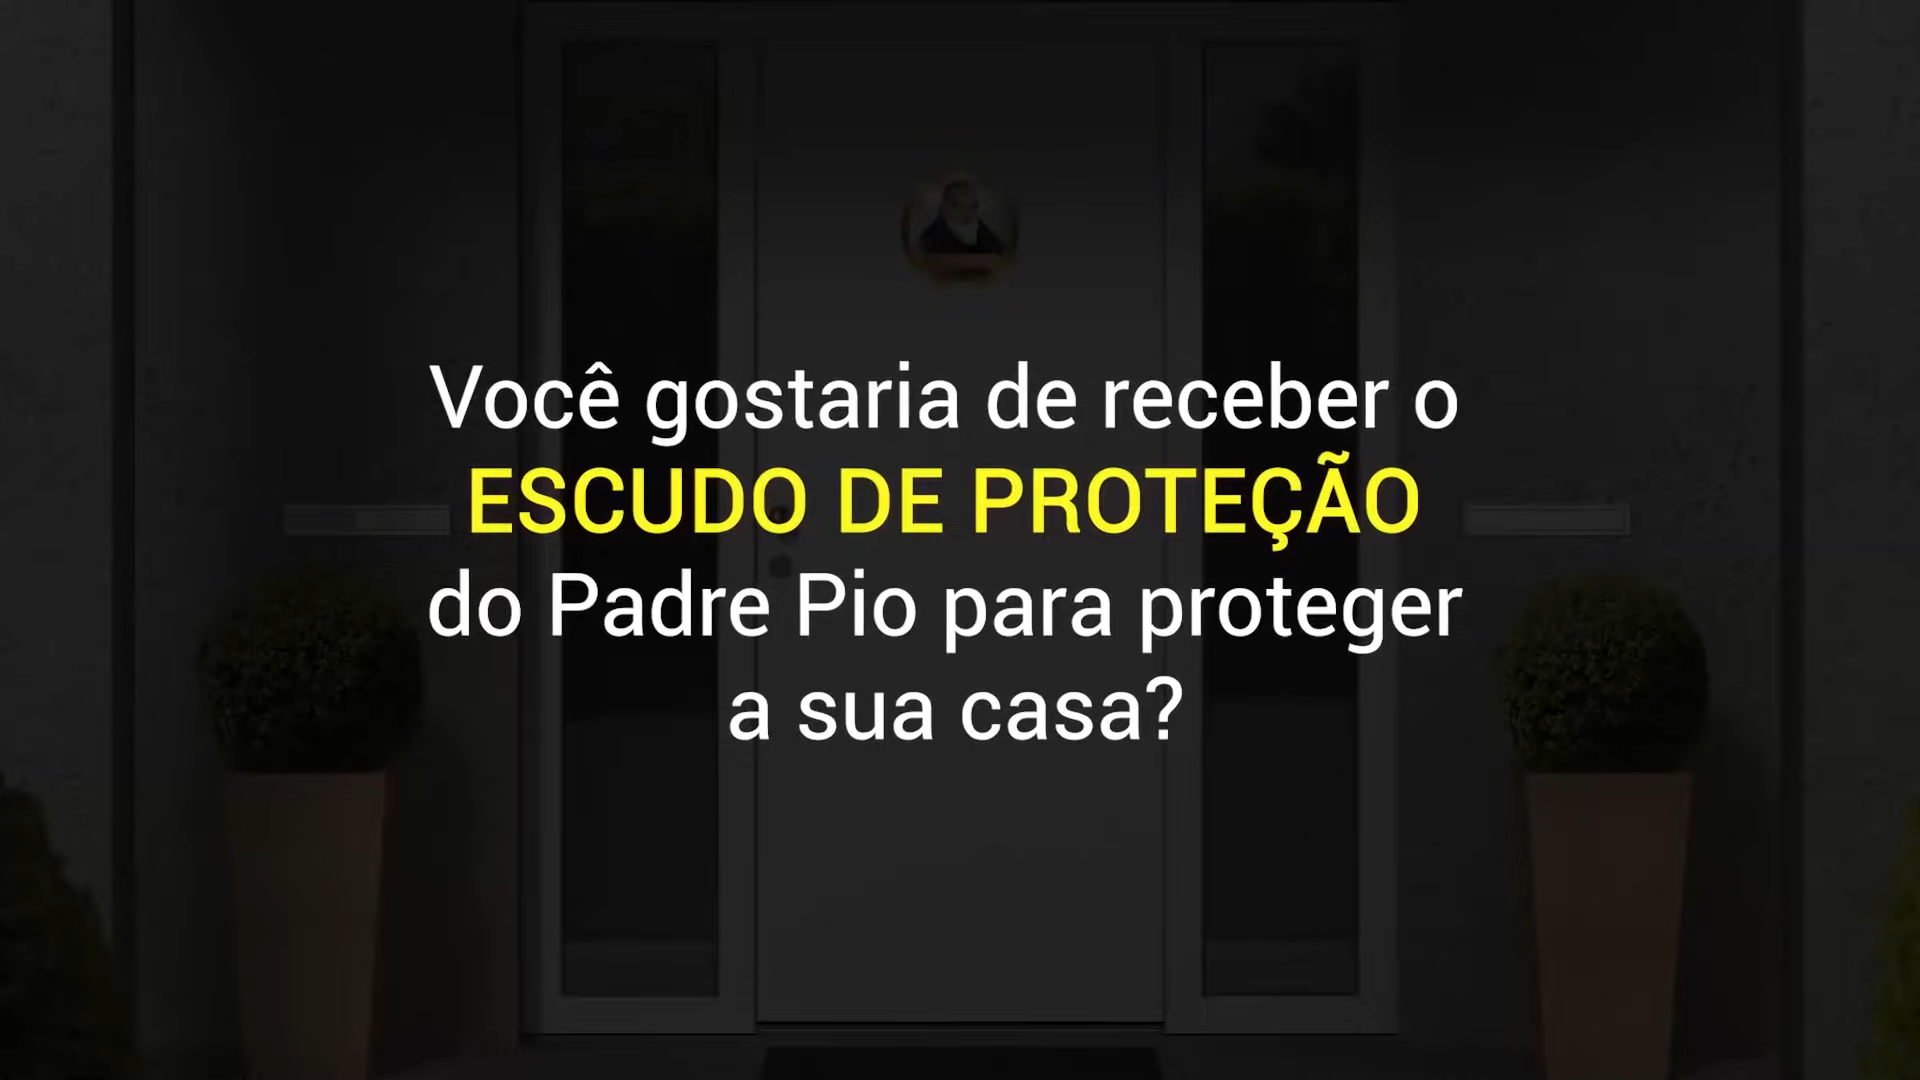 Você gostaria de receber o
ESCUDO DE PROTEÇÃO
do Padre Pio para proteger
a sua casa?